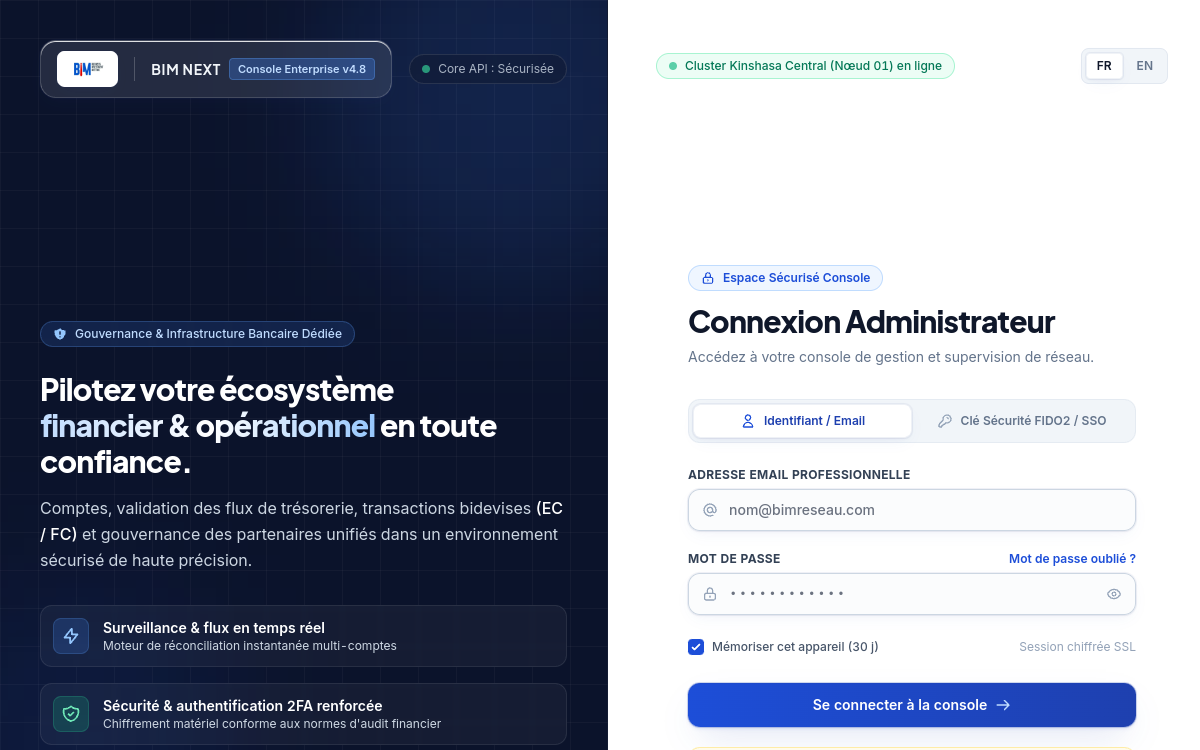 BIM
BIM NEXT
Console Enterprise v4.8
Core API : Sécurisée
Gouvernance & Infrastructure Bancaire Dédiée
Pilotez votre écosystème
financier & opérationnel en toute
confiance.
Comptes, validation des flux de trésorerie, transactions bidevises (EC
/ FC) et gouvernance des partenaires unifiés dans un environnement
sécurisé de haute précision.
Surveillance & flux en temps réel
Moteur de réconciliation instantanée multi-comptes
Sécurité & authentification 2FA renforcée
Chiffrement matériel conforme aux normes d'audit financier
Cluster Kinshasa Central (Nœud 01) en ligne
FR
EN
Espace Sécurisé Console
Connexion Administrateur
Accédez à votre console de gestion et supervision de réseau.
Identifiant / Email
Clé Sécurité FIDO2 / SSO
ADRESSE EMAIL PROFESSIONNELLE
nom@bimreseau.com
MOT DE PASSE
Mot de passe oublié ?
••••••••••••
Mémoriser cet appareil (30 j)
Session chiffrée SSL
Se connecter à la console →